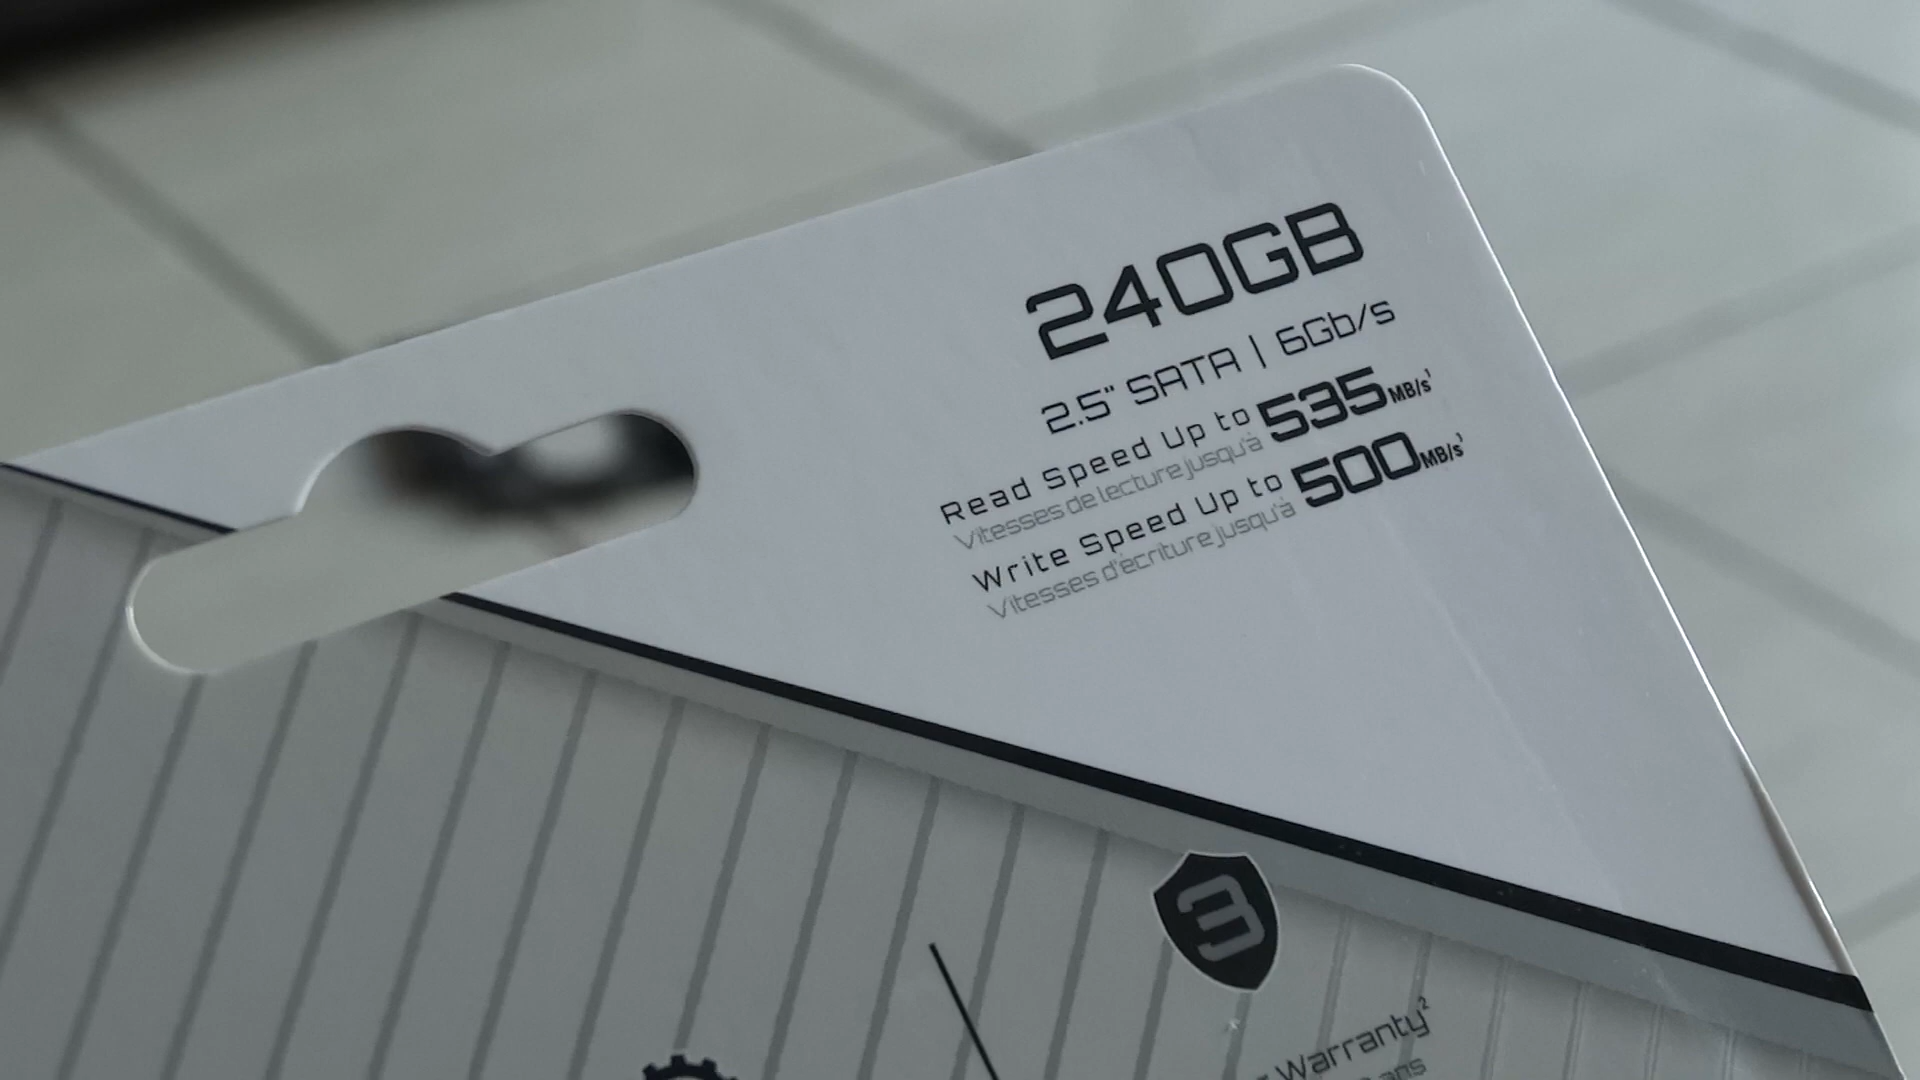 240GB
2.5" SATA | 6Gb/s
Read Speed Up to 535MB/s¹
Vitesses de lecture jusqu'à
Write Speed Up to 500MB/s¹
Vitesses d'écriture jusqu'à
3
Warranty²
ans